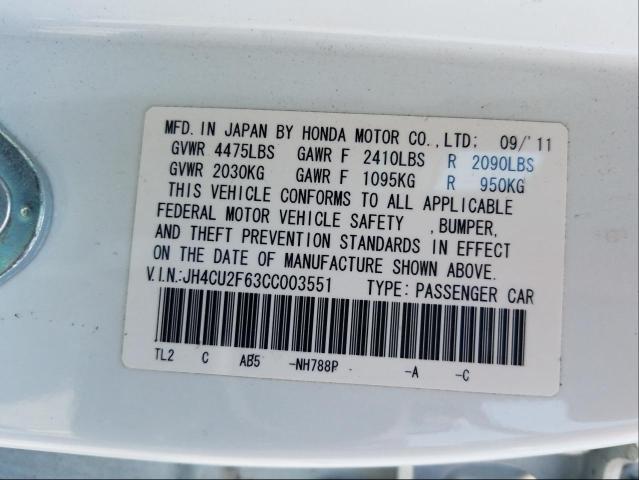 MFD. IN JAPAN BY HONDA MOTOR CO., LTD: 09/'11
GVWR 4475LBS GAWR F 2410LBS R 2090LBS
GVWR 2030KG GAWR F 1095KG R 950KG
THIS VEHICLE CONFORMS TO ALL APPLICABLE
FEDERAL MOTOR VEHICLE SAFETY , BUMPER,
AND THEFT PREVENTION STANDARDS IN EFFECT
ON THE DATE OF MANUFACTURE SHOWN ABOVE.
V.I.N.:JH4CU2F63CC003551 TYPE: PASSENGER CAR
TL2 C AB5 -NH788P -A -C